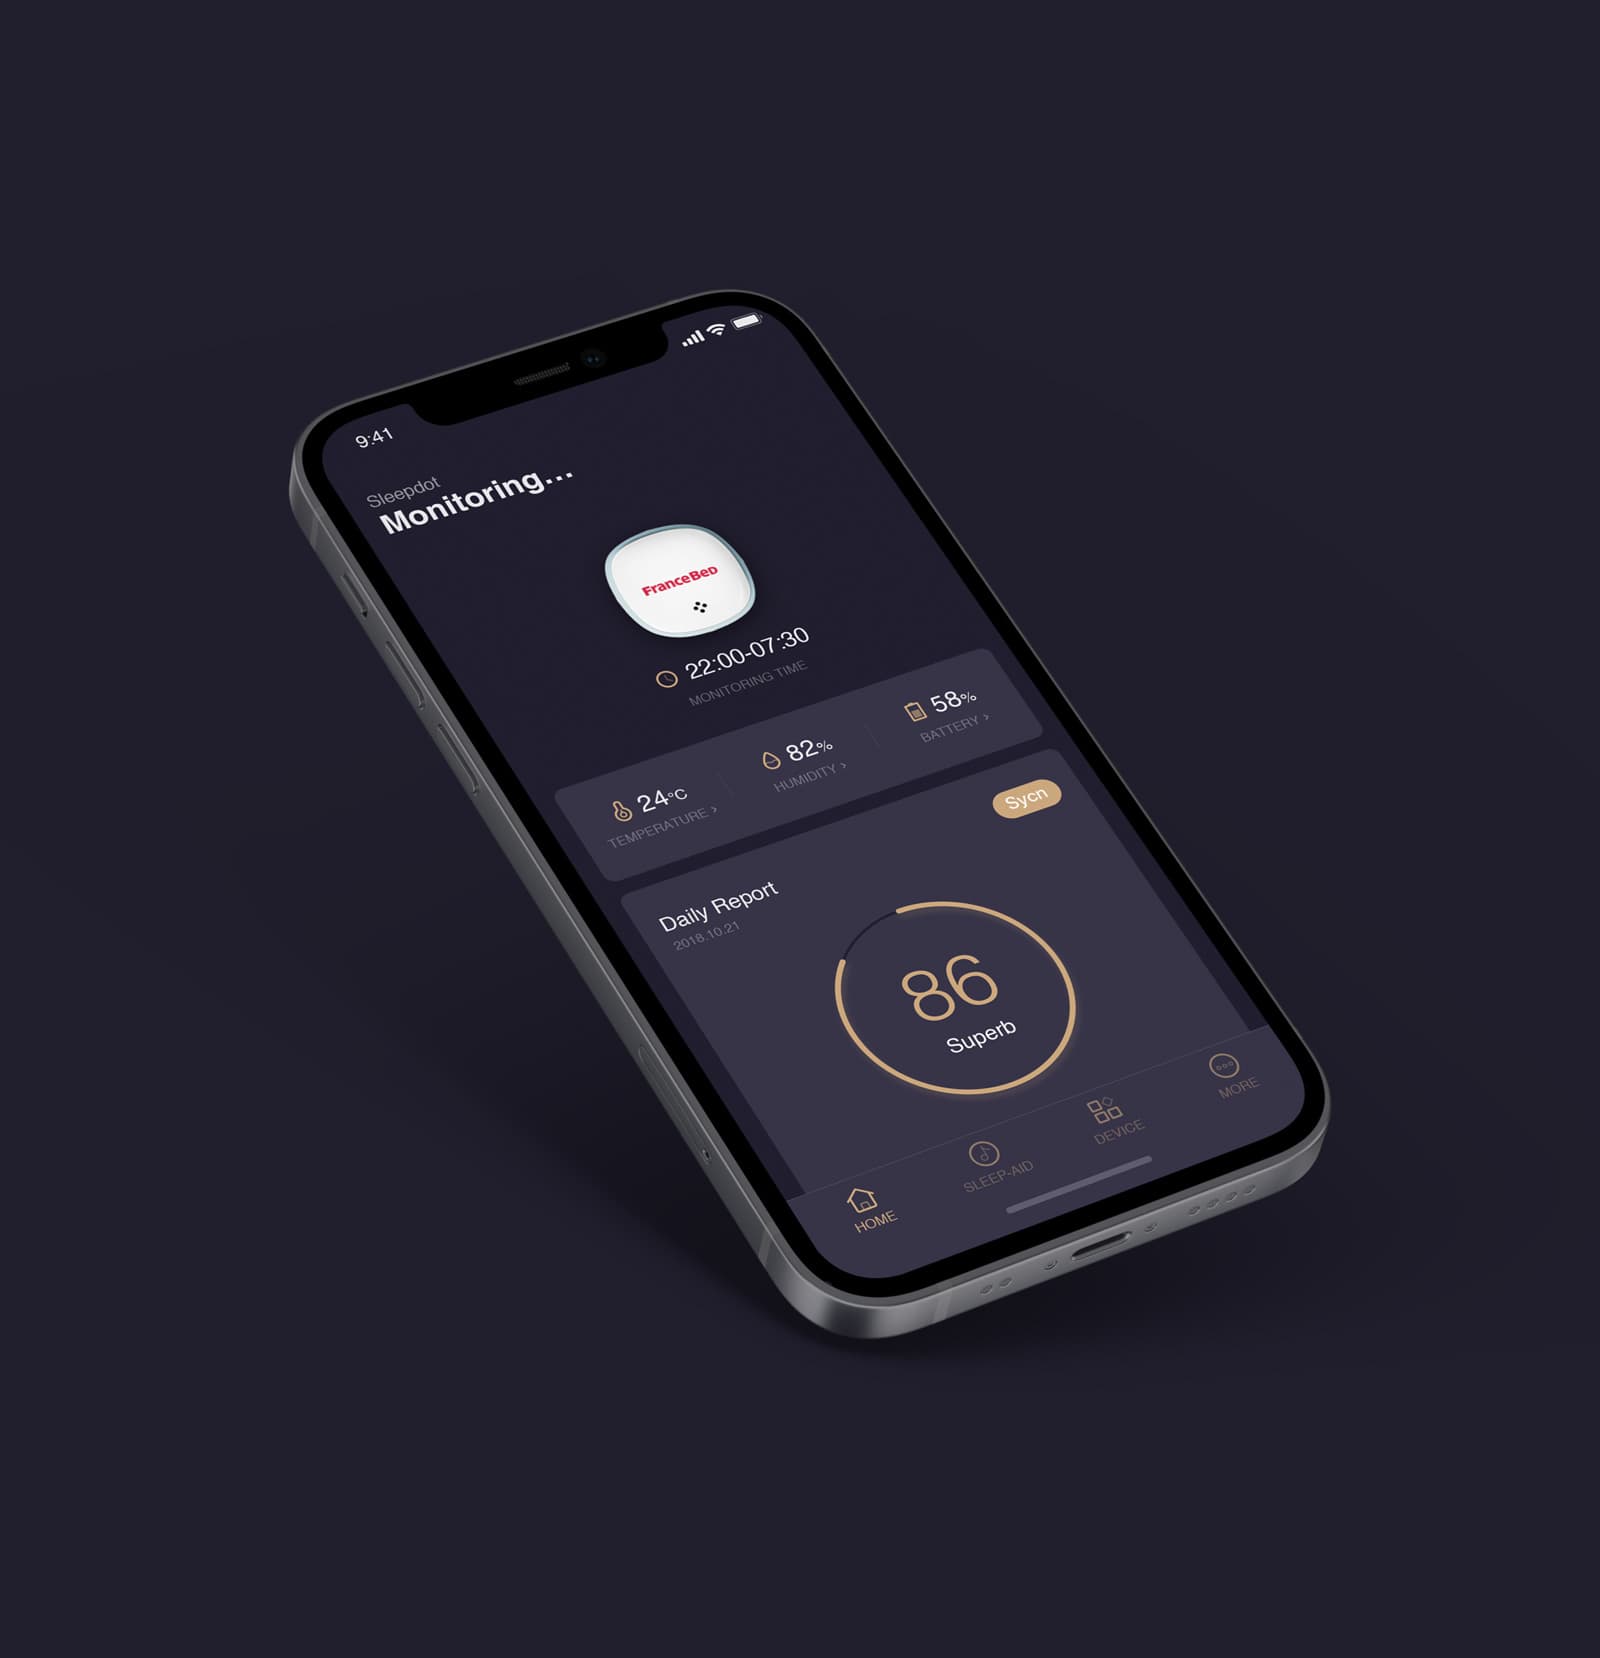 9:41
Sleepdot
Monitoring...
FranceBed
22:00-07:30
MONITORING TIME
24°C
TEMPERATURE ›
82%
HUMIDITY ›
58%
BATTERY ›
Sycn
Daily Report
2018.10.21
86
Superb
HOME
SLEEP-AID
DEVICE
MORE